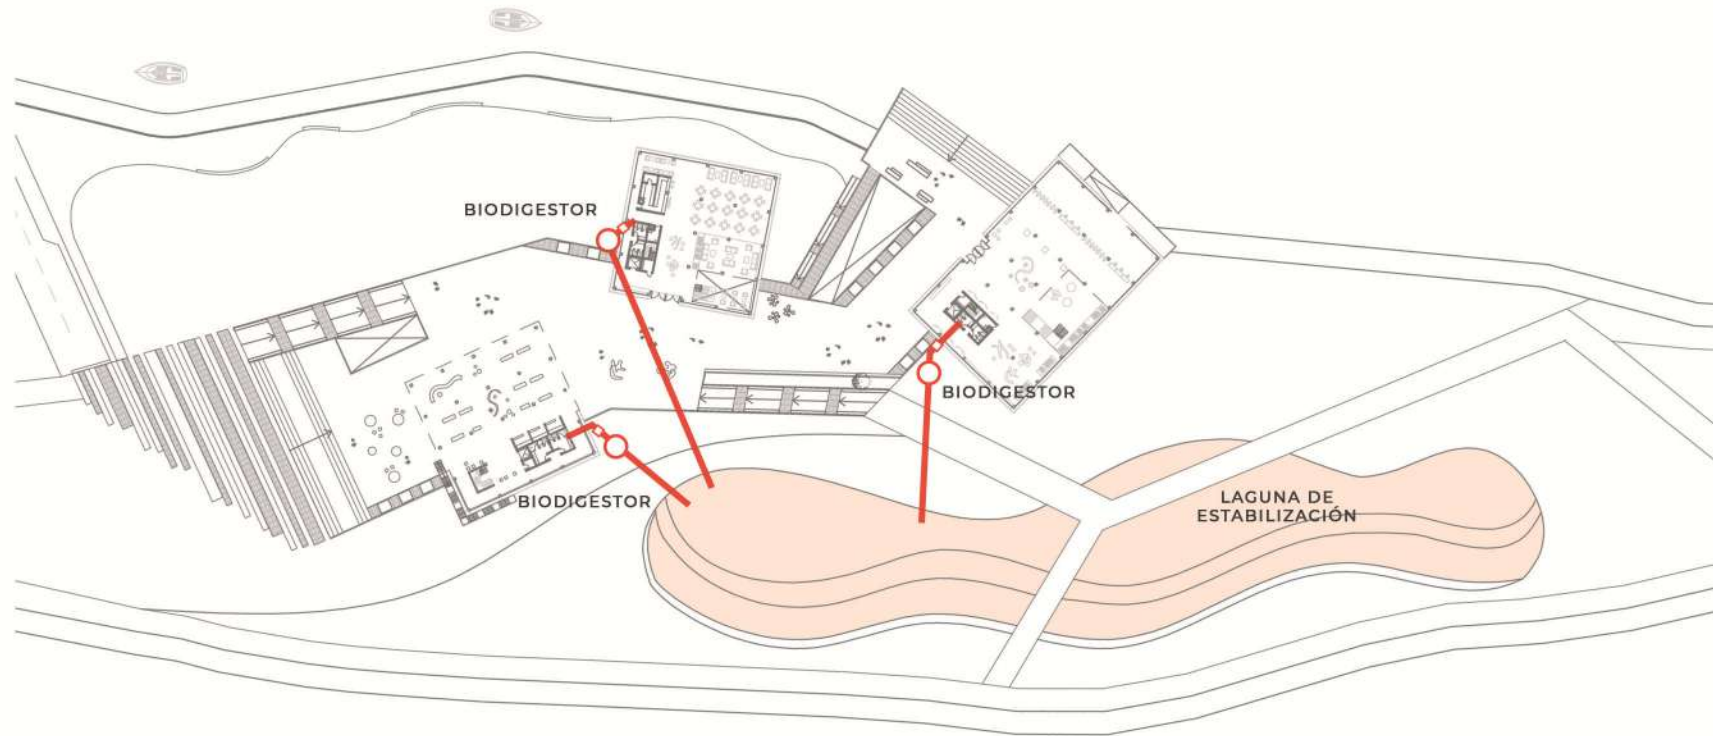 BIODIGESTOR
BIODIGESTOR
BIODIGESTOR
LAGUNA DE
ESTABILIZACIÓN